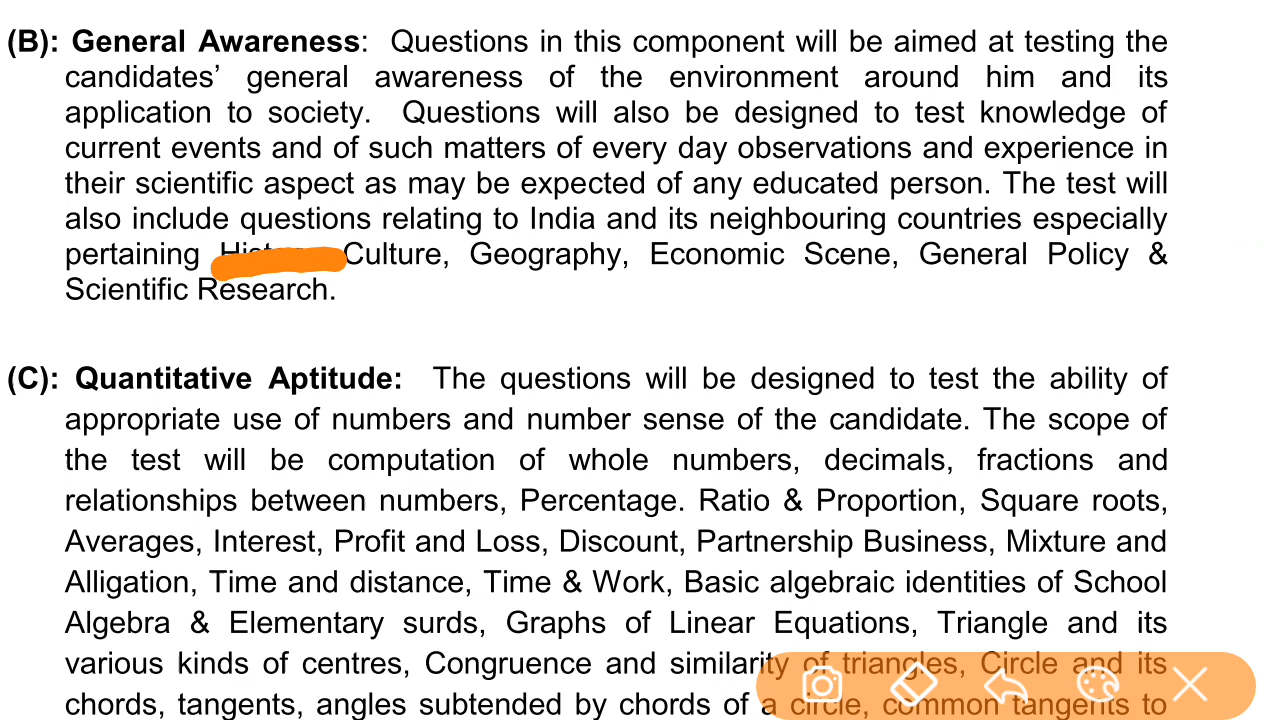 (B): General Awareness: Questions in this component will be aimed at testing the
candidates’ general awareness of the environment around him and its
application to society. Questions will also be designed to test knowledge of
current events and of such matters of every day observations and experience in
their scientific aspect as may be expected of any educated person. The test will
also include questions relating to India and its neighbouring countries especially
pertaining Culture, Geography, Economic Scene, General Policy &
Scientific Research.
(C): Quantitative Aptitude: The questions will be designed to test the ability of
appropriate use of numbers and number sense of the candidate. The scope of
the test will be computation of whole numbers, decimals, fractions and
relationships between numbers, Percentage. Ratio & Proportion, Square roots,
Averages, Interest, Profit and Loss, Discount, Partnership Business, Mixture and
Alligation, Time and distance, Time & Work, Basic algebraic identities of School
Algebra & Elementary surds, Graphs of Linear Equations, Triangle and its
various kinds of centres, Congruence and similarity of triangles, Circle and its
chords, tangents, angles subtended by chords of a circle, common tangents to